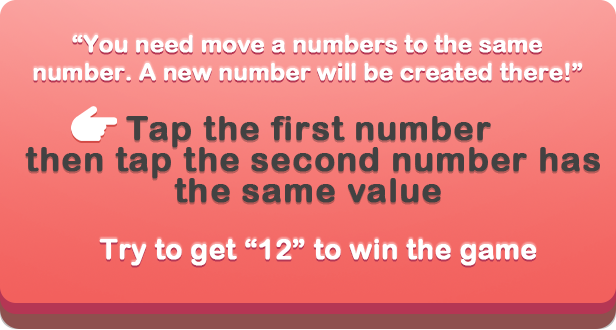 “You need move a numbers to the same
number. A new number will be created there!”
Tap the first number
then tap the second number has
the same value
Try to get “12” to win the game